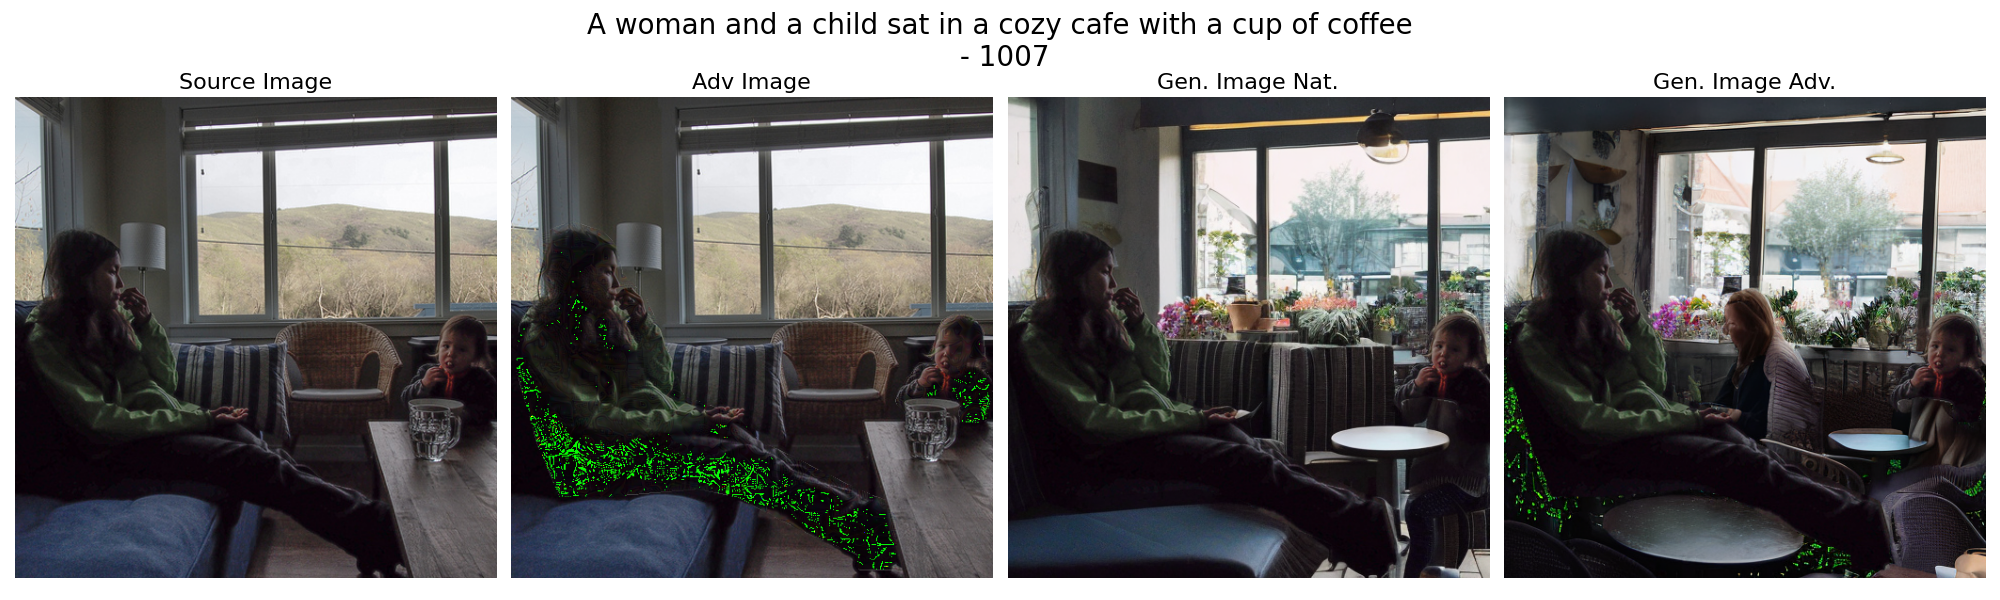 A woman and a child sat in a cozy cafe with a cup of coffee
- 1007
Source Image
Adv Image
Gen. Image Nat.
Gen. Image Adv.